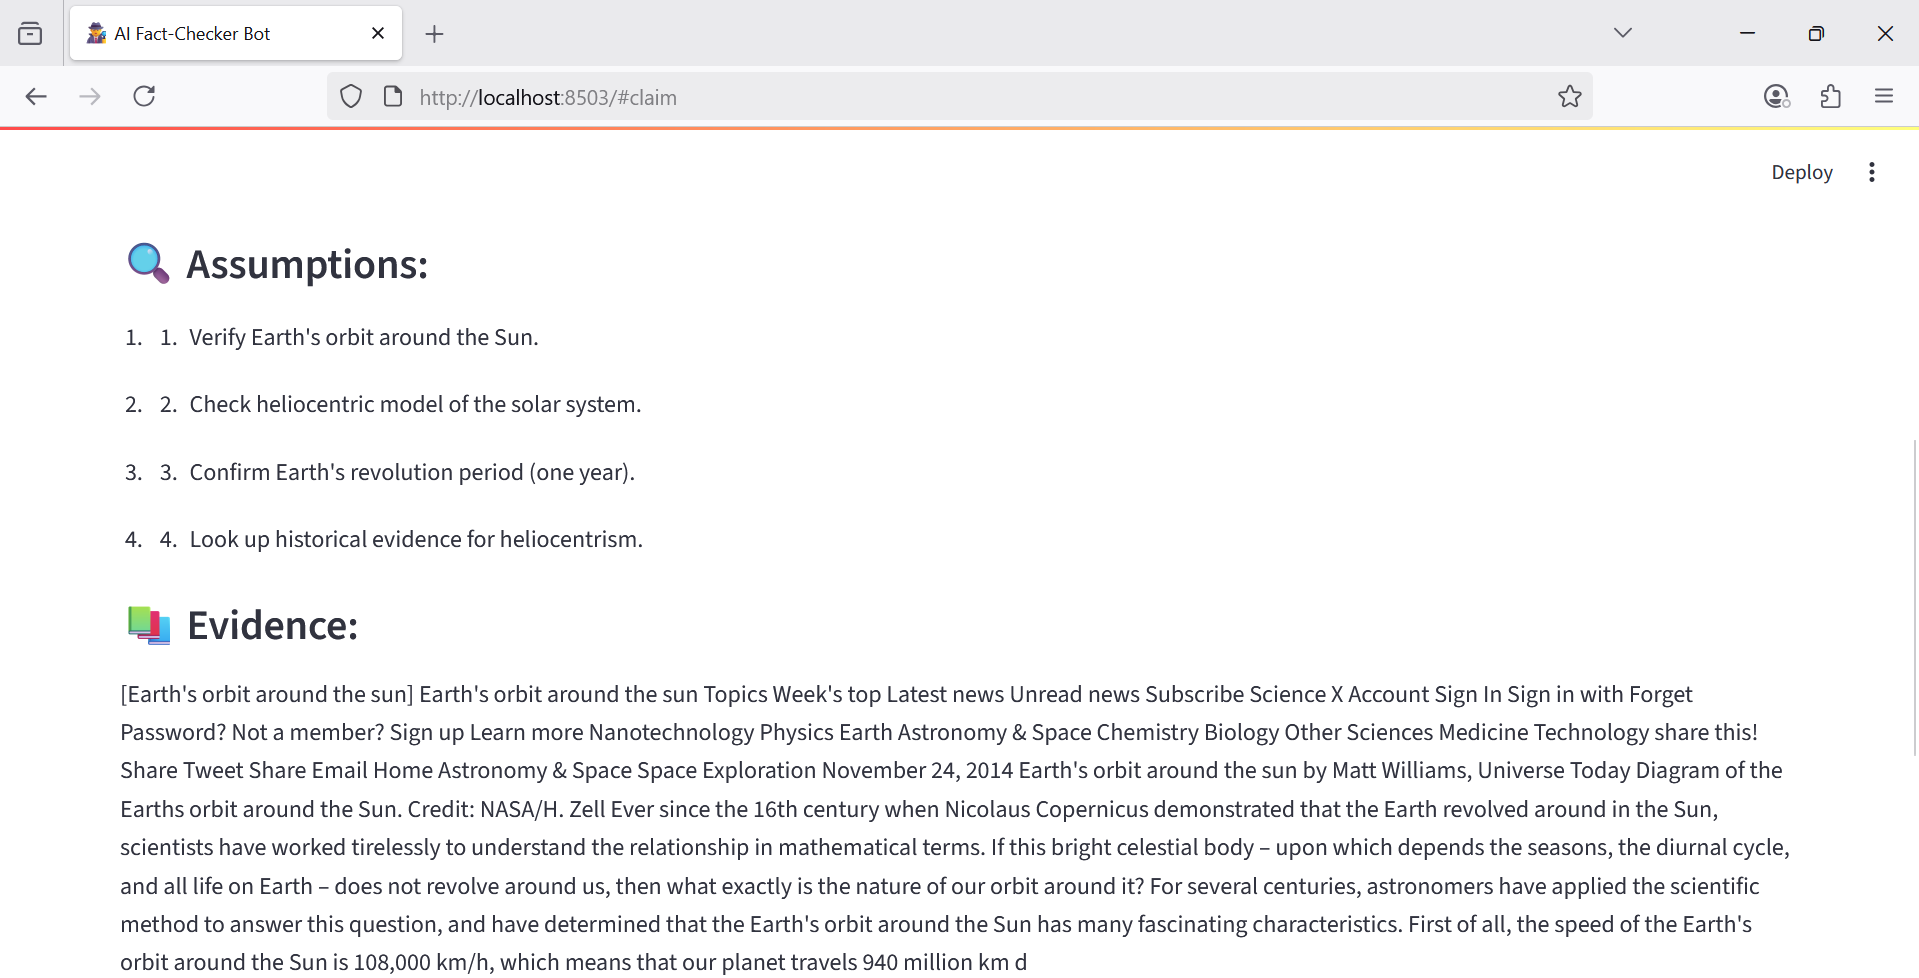 AI Fact-Checker Bot
http://localhost:8503/#claim
Deploy
Assumptions:
1. 1. Verify Earth's orbit around the Sun.
2. 2. Check heliocentric model of the solar system.
3. 3. Confirm Earth's revolution period (one year).
4. 4. Look up historical evidence for heliocentrism.
Evidence:
[Earth's orbit around the sun] Earth's orbit around the sun Topics Week's top Latest news Unread news Subscribe Science X Account Sign In Sign in with Forget
Password? Not a member? Sign up Learn more Nanotechnology Physics Earth Astronomy & Space Chemistry Biology Other Sciences Medicine Technology share this!
Share Tweet Share Email Home Astronomy & Space Space Exploration November 24, 2014 Earth's orbit around the sun by Matt Williams, Universe Today Diagram of the
Earths orbit around the Sun. Credit: NASA/H. Zell Ever since the 16th century when Nicolaus Copernicus demonstrated that the Earth revolved around in the Sun,
scientists have worked tirelessly to understand the relationship in mathematical terms. If this bright celestial body – upon which depends the seasons, the diurnal cycle,
and all life on Earth – does not revolve around us, then what exactly is the nature of our orbit around it? For several centuries, astronomers have applied the scientific
method to answer this question, and have determined that the Earth's orbit around the Sun has many fascinating characteristics. First of all, the speed of the Earth's
orbit around the Sun is 108,000 km/h, which means that our planet travels 940 million km d